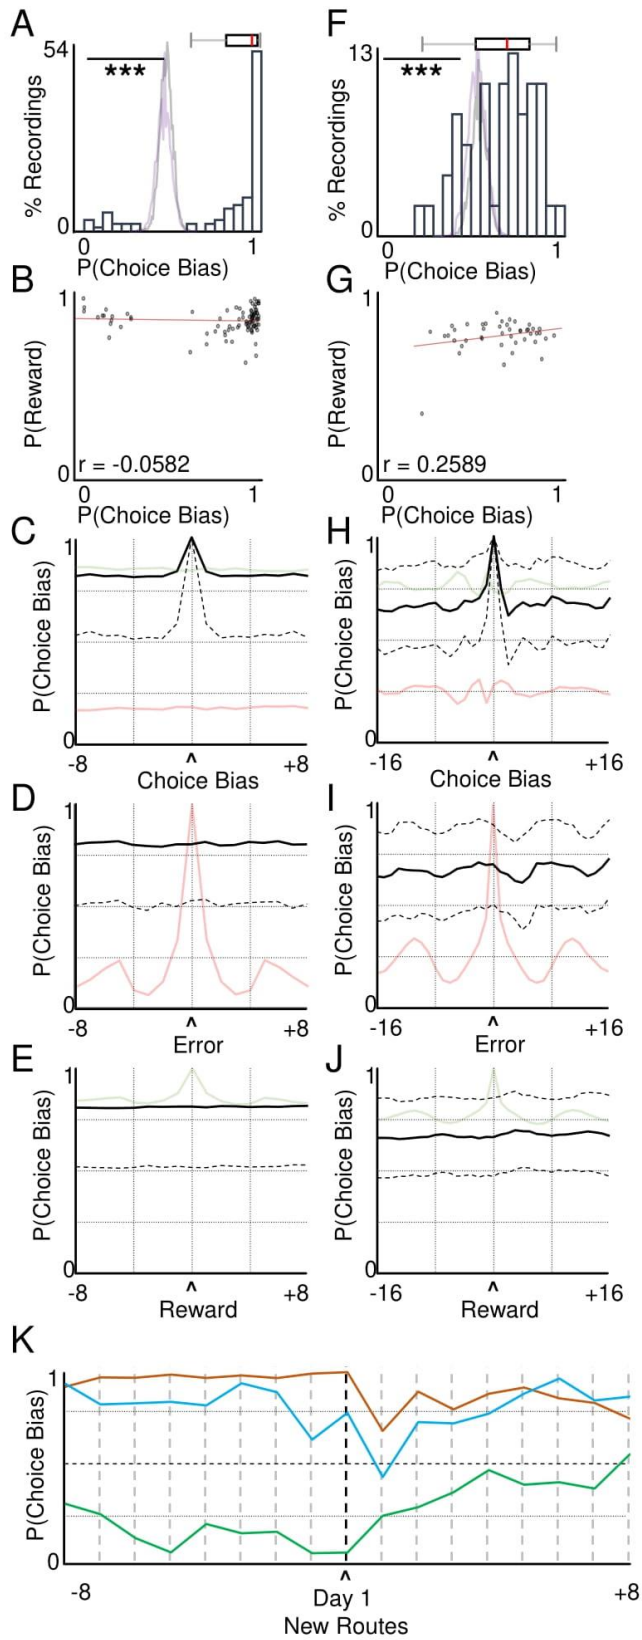 A
54
***
% Recordings
0
0
1
P(Choice Bias)
F
13
***
% Recordings
0
0
1
P(Choice Bias)
B
1
P(Reward)
0
r = -0.0582
0
1
P(Choice Bias)
G
1
P(Reward)
0
r = 0.2589
0
1
P(Choice Bias)
C
1
P(Choice Bias)
0
-8
^
+8
Choice Bias
H
1
P(Choice Bias)
0
-16
^
+16
Choice Bias
D
1
P(Choice Bias)
0
-8
^
+8
Error
I
1
P(Choice Bias)
0
-16
^
+16
Error
E
1
P(Choice Bias)
0
-8
^
+8
Reward
J
1
P(Choice Bias)
0
-16
^
+16
Reward
K
1
P(Choice Bias)
0
-8
^
+8
Day 1
New Routes